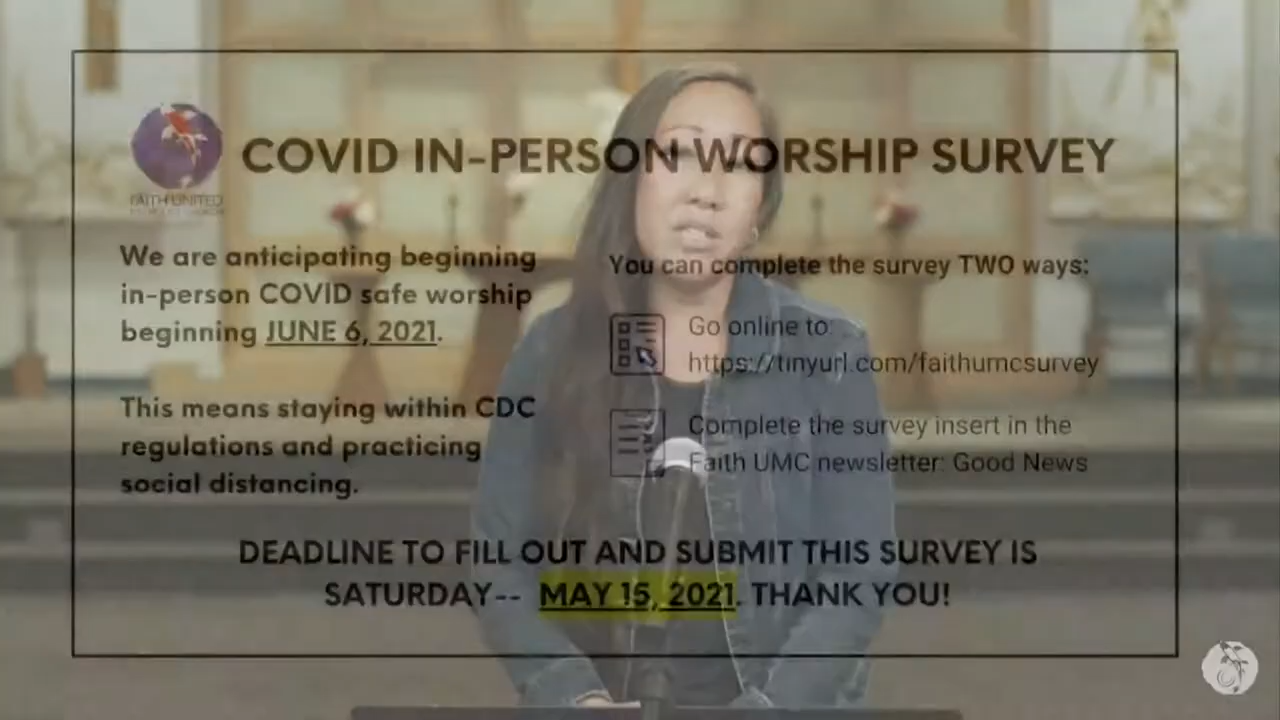 COVID IN-PERSON WORSHIP SURVEY
FAITH UNITED
We are anticipating beginning
in-person COVID safe worship
beginning JUNE 6, 2021.
This means staying within CDC
regulations and practicing
social distancing.
You can complete the survey TWO ways:
Go online to:
https://tinyurl.com/faithumcsurvey
Complete the survey insert in the
Faith UMC newsletter: Good News
DEADLINE TO FILL OUT AND SUBMIT THIS SURVEY IS
SATURDAY-- MAY 15, 2021. THANK YOU!